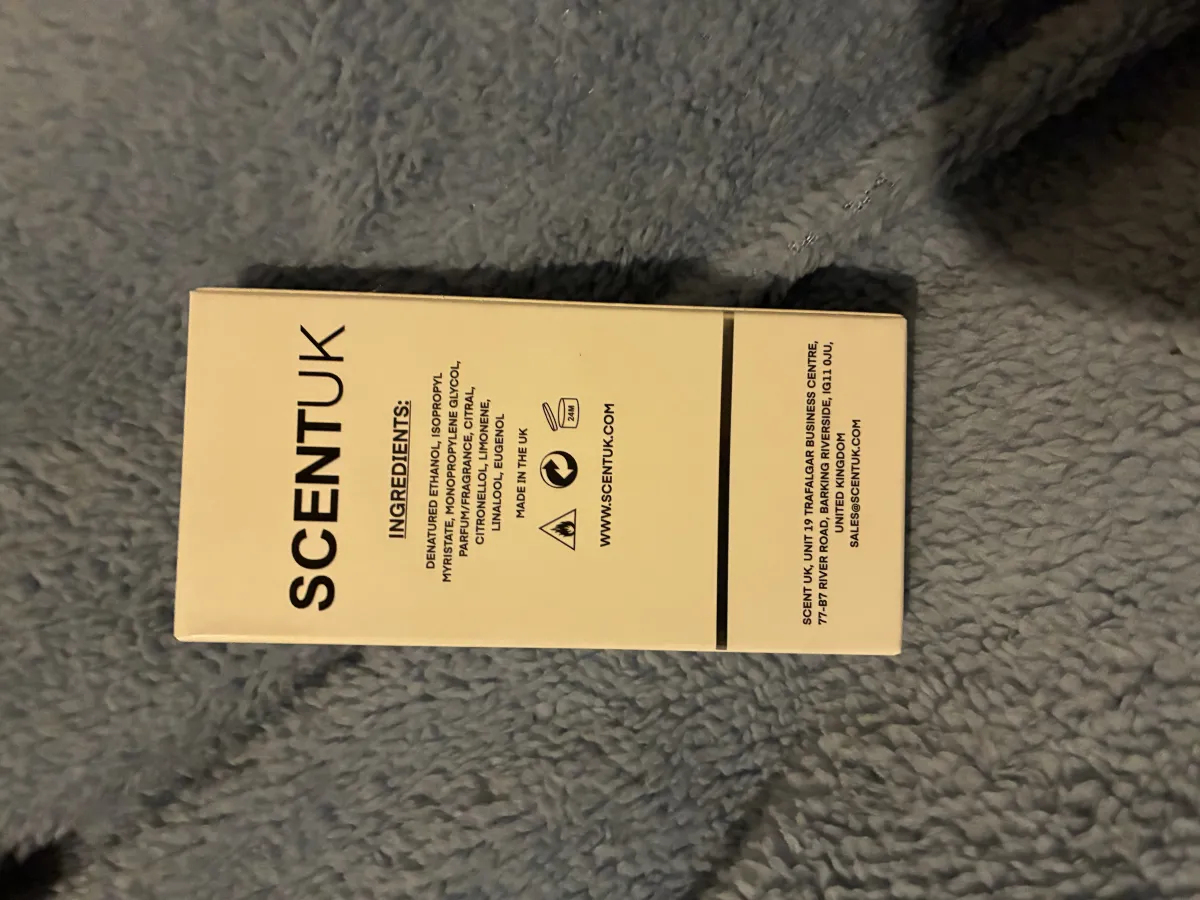 SCENTUK
INGREDIENTS:
DENATURED ETHANOL, ISOPROPYL
MYRISTATE, MONOPROPYLENE GLYCOL,
PARFUM/FRAGRANCE, CITRAL,
CITRONELLOL, LIMONENE,
LINALOOL, EUGENOL
MADE IN THE UK
24M
WWW.SCENTUK.COM
SCENT UK, UNIT 19 TRAFALGAR BUSINESS CENTRE,
77-87 RIVER ROAD, BARKING RIVERSIDE, IG11 0JU,
UNITED KINGDOM
SALES@SCENTUK.COM